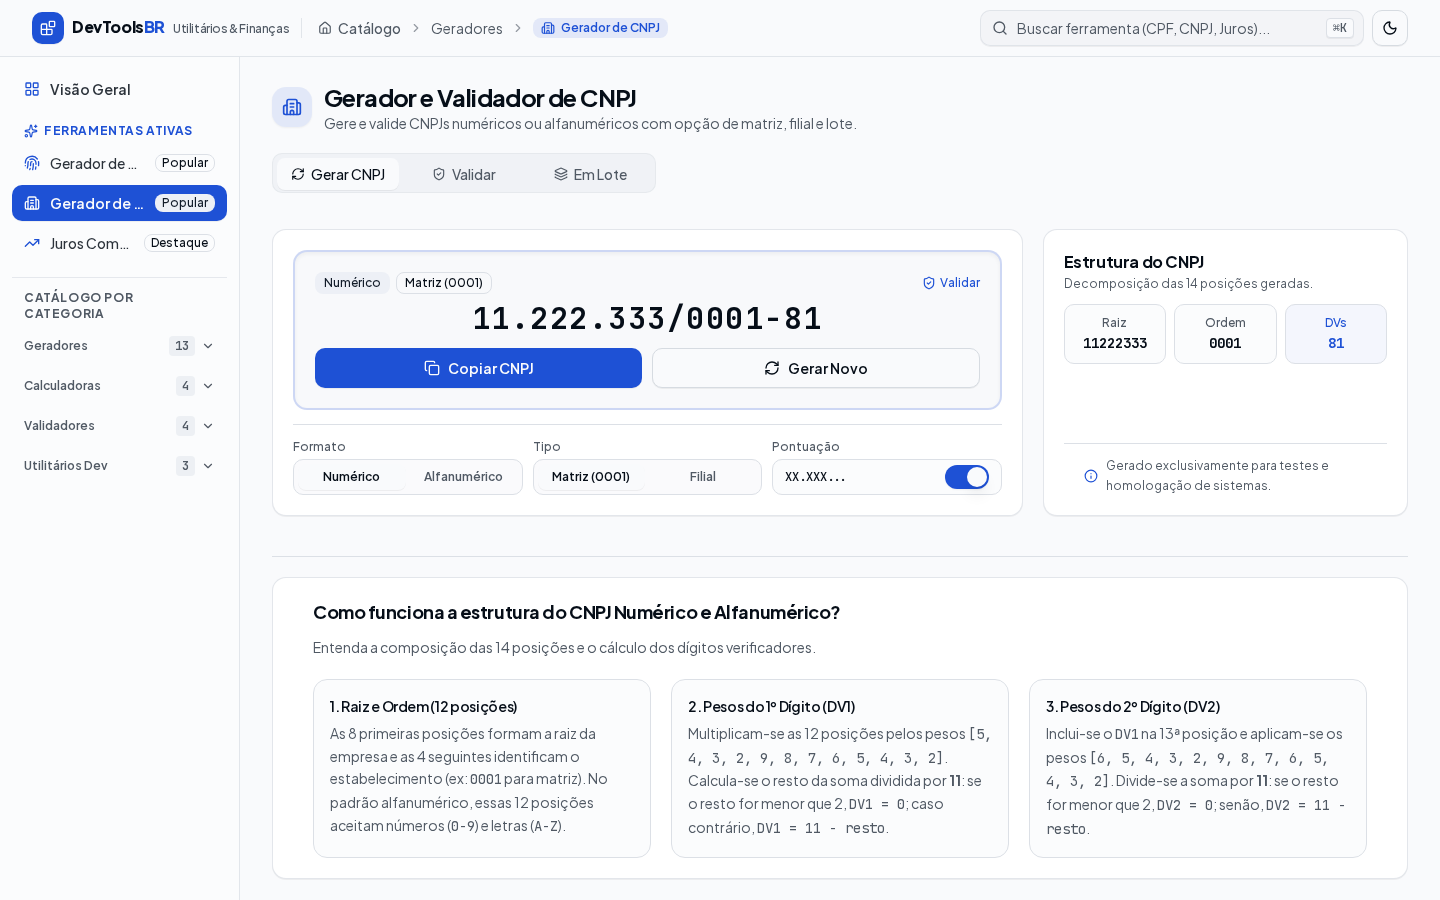 DevToolsBR Utilitários & Finanças
Catálogo > Geradores > Gerador de CNPJ
Buscar ferramenta (CPF, CNPJ, Juros)... ⌘K
Visão Geral
FERRAMENTAS ATIVAS
Gerador de ... Popular
Gerador de ... Popular
Juros Com... Destaque
CATÁLOGO POR
CATEGORIA
Geradores 13
Calculadoras 4
Validadores 4
Utilitários Dev 3
Gerador e Validador de CNPJ
Gere e valide CNPJs numéricos ou alfanuméricos com opção de matriz, filial e lote.
Gerar CNPJ Validar Em Lote
Numérico Matriz (0001) Validar
11.222.333/0001-81
Copiar CNPJ Gerar Novo
Formato Tipo Pontuação
Numérico Alfanumérico Matriz (0001) Filial XX.XXX...
Estrutura do CNPJ
Decomposição das 14 posições geradas.
Raiz Ordem DVs
11222333 0001 81
Gerado exclusivamente para testes e
homologação de sistemas.
Como funciona a estrutura do CNPJ Numérico e Alfanumérico?
Entenda a composição das 14 posições e o cálculo dos dígitos verificadores.
1. Raiz e Ordem (12 posições)
As 8 primeiras posições formam a raiz da
empresa e as 4 seguintes identificam o
estabelecimento (ex: 0001 para matriz). No
padrão alfanumérico, essas 12 posições
aceitam números (0-9) e letras (A-Z).
2. Pesos do 1º Dígito (DV1)
Multiplicam-se as 12 posições pelos pesos [5,
4, 3, 2, 9, 8, 7, 6, 5, 4, 3, 2].
Calcula-se o resto da soma dividida por 11: se
o resto for menor que 2, DV1 = 0; caso
contrário, DV1 = 11 - resto.
3. Pesos do 2º Dígito (DV2)
Inclui-se o DV1 na 13ª posição e aplicam-se os
pesos [6, 5, 4, 3, 2, 9, 8, 7, 6, 5,
4, 3, 2]. Divide-se a soma por 11: se o resto
for menor que 2, DV2 = 0; senão, DV2 = 11 -
resto.